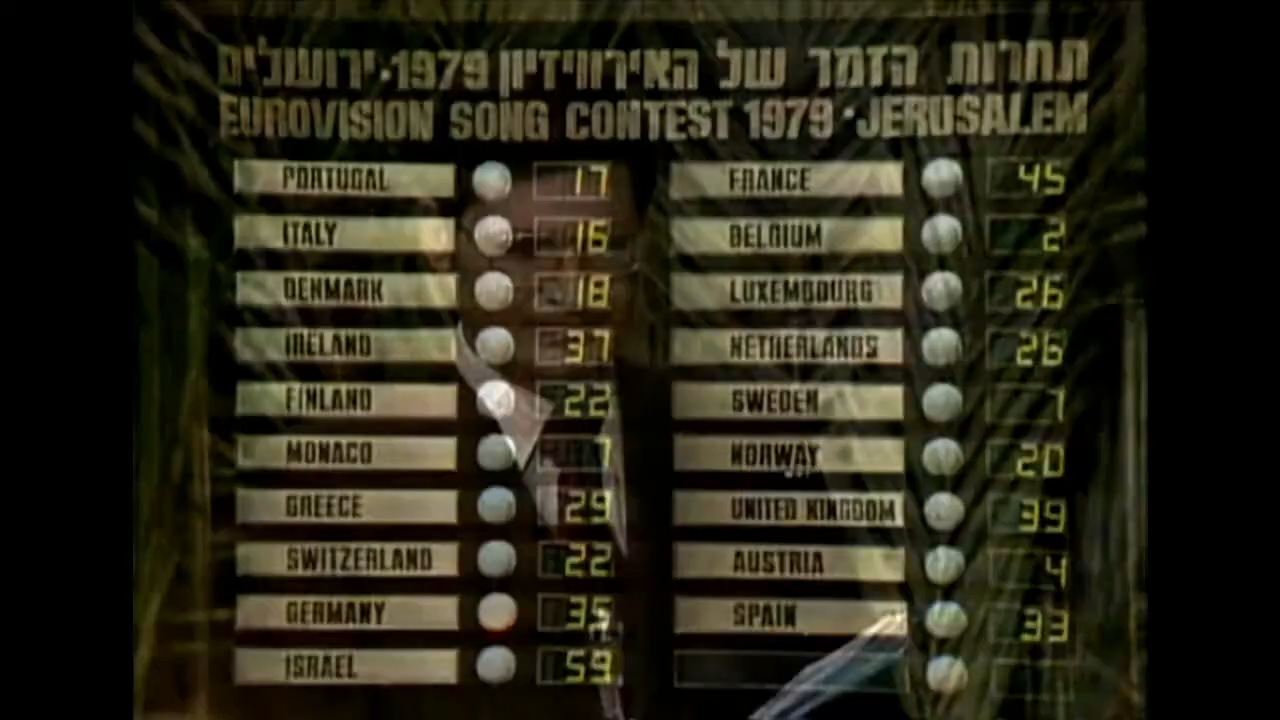 תחרות הזמר של האירוויזיון 1979 · ירושלים
EUROVISION SONG CONTEST 1979 · JERUSALEM
PORTUGAL 17
ITALY 16
DENMARK 18
IRELAND 37
FINLAND 22
MONACO 7
GREECE 29
SWITZERLAND 22
GERMANY 35
ISRAEL 59
FRANCE 45
BELGIUM 2
LUXEMBOURG 26
NETHERLANDS 26
SWEDEN 7
NORWAY 20
UNITED KINGDOM 39
AUSTRIA 4
SPAIN 33